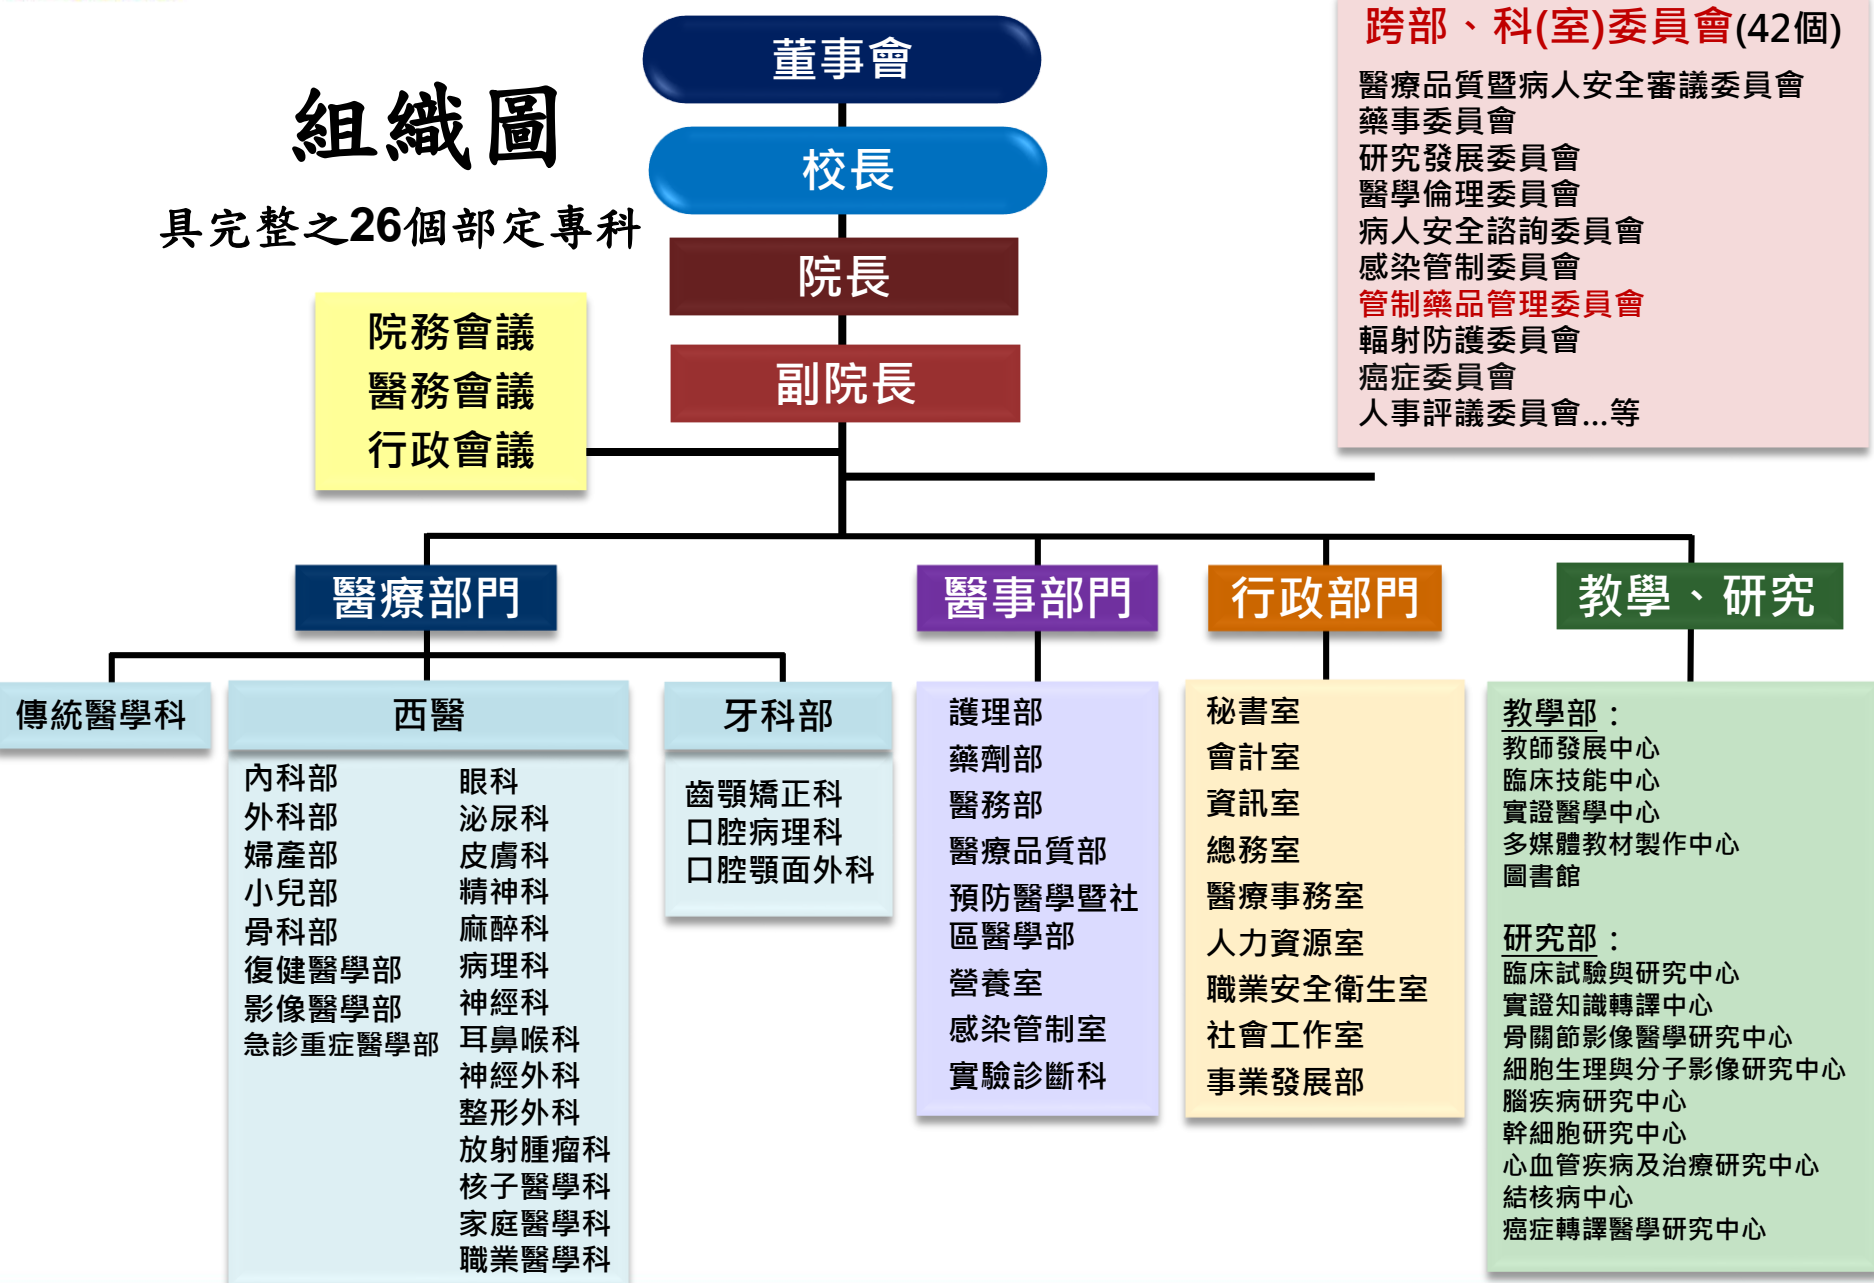 組織圖
具完整之26個部定專科
董事會
校長
院長
副院長
院務會議
醫務會議
行政會議
跨部、科(室)委員會(42個)
醫療品質暨病人安全審議委員會
藥事委員會
研究發展委員會
醫學倫理委員會
病人安全諮詢委員會
感染管制委員會
管制藥品管理委員會
輻射防護委員會
癌症委員會
人事評議委員會...等
醫療部門
傳統醫學科
西醫
內科部
外科部
婦產部
小兒部
骨科部
復健醫學部
影像醫學部
急診重症醫學部
眼科
泌尿科
皮膚科
精神科
麻醉科
病理科
神經科
耳鼻喉科
神經外科
整形外科
放射腫瘤科
核子醫學科
家庭醫學科
職業醫學科
牙科部
齒顎矯正科
口腔病理科
口腔顎面外科
醫事部門
護理部
藥劑部
醫務部
醫療品質部
預防醫學暨社
區醫學部
營養室
感染管制室
實驗診斷科
行政部門
秘書室
會計室
資訊室
總務室
醫療事務室
人力資源室
職業安全衛生室
社會工作室
事業發展部
教學、研究
教學部：
教師發展中心
臨床技能中心
實證醫學中心
多媒體教材製作中心
圖書館
研究部：
臨床試驗與研究中心
實證知識轉譯中心
骨關節影像醫學研究中心
細胞生理與分子影像研究中心
腦疾病研究中心
幹細胞研究中心
心血管疾病及治療研究中心
結核病中心
癌症轉譯醫學研究中心